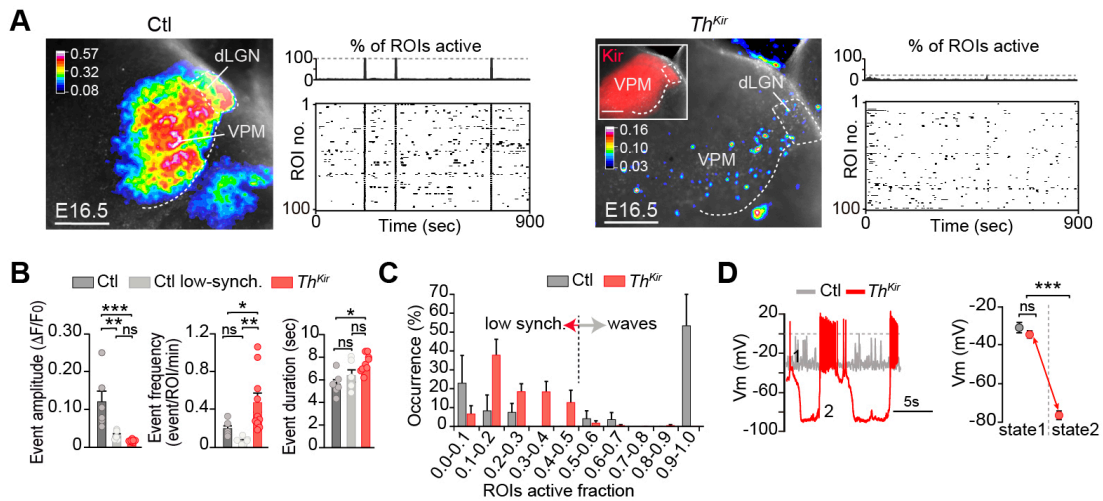 A
Ctl
Th^Kir
0.57
0.32
0.08
dLGN
VPM
E16.5
% of ROIs active
100
0
1
ROI no.
100
0
900
Time (sec)
Kir
VPM
dLGN
0.16
0.10
0.03
VPM
E16.5
% of ROIs active
100
0
1
ROI no.
100
0
900
Time (sec)
B
Ctl
Ctl low-synch.
Th^Kir
Event amplitude (ΔF/F0)
0.30
0.20
0.10
0.00
***
** ns
Event frequency
(event/ROI/min)
1.2
0.8
0.4
0.0
*
ns **
Event duration (sec)
10
8
6
4
2
0
*
ns
ns
C
Ctl
Th^Kir
Occurrence (%)
70
60
50
40
30
20
10
0
low synch.
waves
0.0-0.1
0.1-0.2
0.2-0.3
0.3-0.4
0.4-0.5
0.5-0.6
0.6-0.7
0.7-0.8
0.8-0.9
0.9-1.0
ROIs active fraction
D
Ctl
Th^Kir
Vm (mV)
20
-20
-60
-100
1
2
5s
Vm (mV)
-20
-40
-60
-80
***
ns
state1
state2